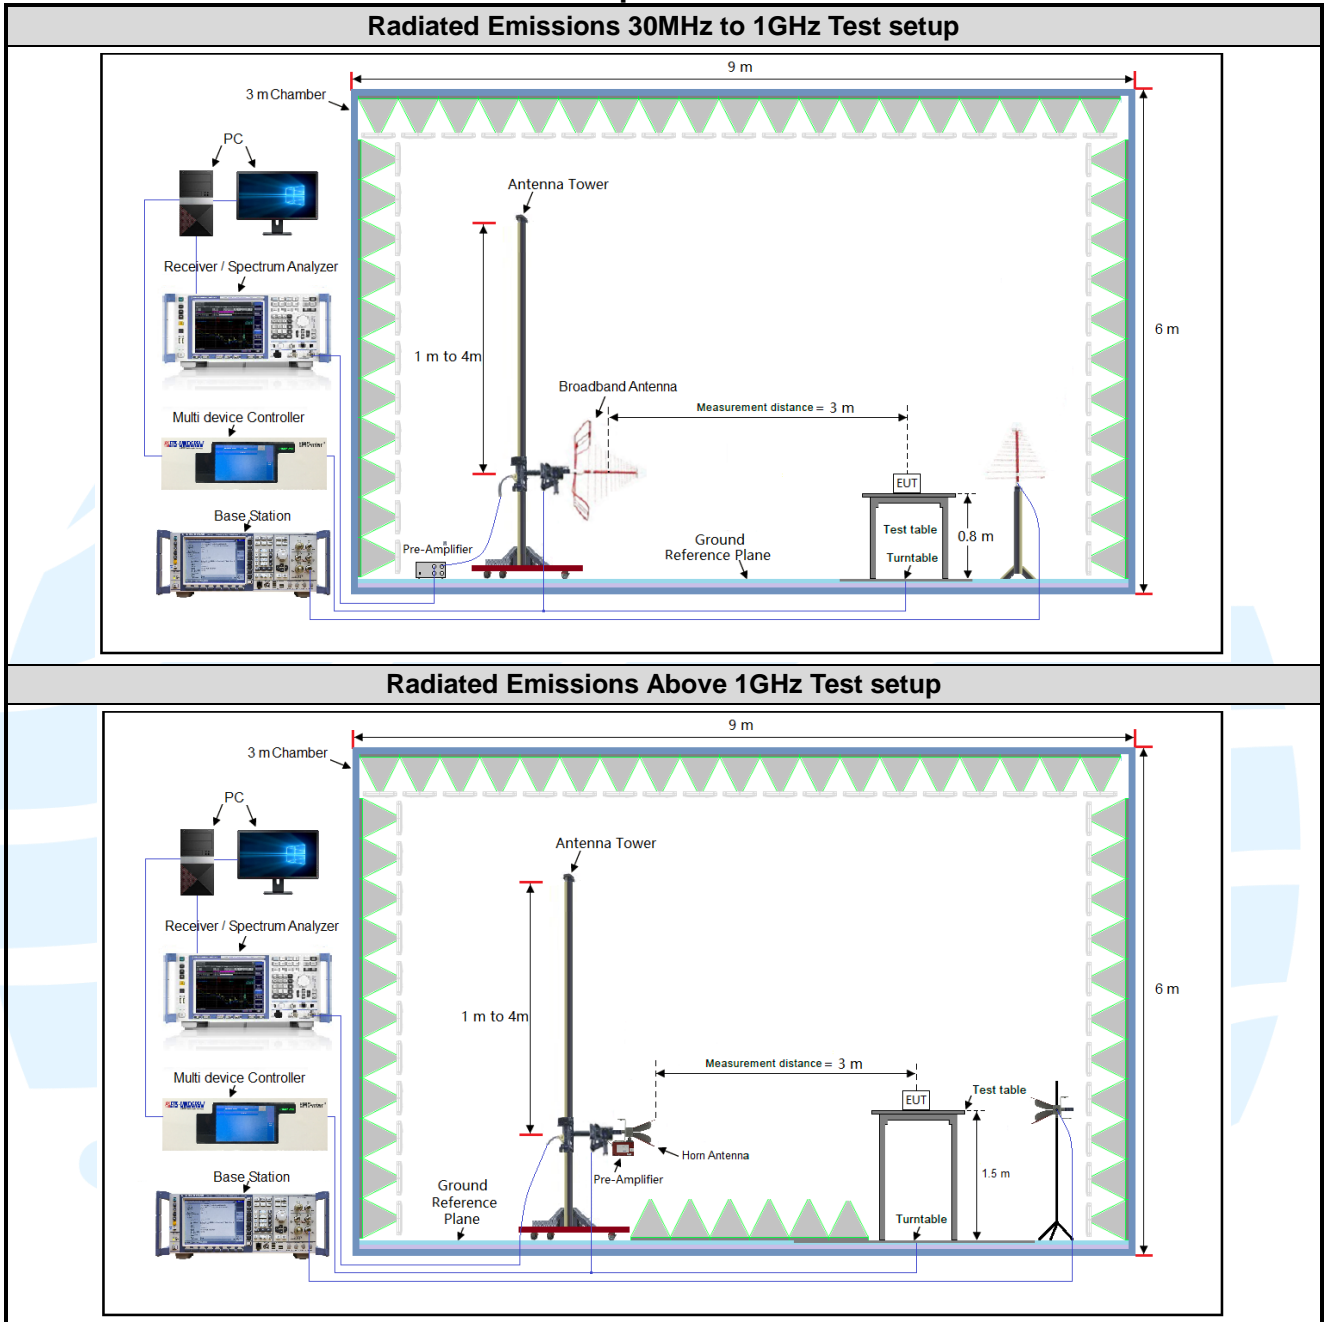 Radiated Emissions 30MHz to 1GHz Test setup
9 m
3 m Chamber
PC
Antenna Tower
Receiver / Spectrum Analyzer
1 m to 4m
6 m
Broadband Antenna
Measurement distance = 3 m
Multi device Controller
EUT
Base Station
Test table
0.8 m
Ground
Reference Plane
Pre-Amplifier
Turntable
Radiated Emissions Above 1GHz Test setup
9 m
3 m Chamber
PC
Antenna Tower
Receiver / Spectrum Analyzer
6 m
1 m to 4m
Measurement distance = 3 m
Multi device Controller
EUT
Test table
Horn Antenna
Pre-Amplifier
1.5 m
Base Station
Ground
Reference
Plane
Turntable